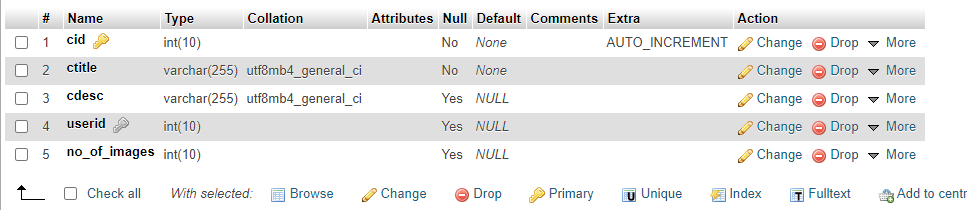 # Name Type Collation Attributes Null Default Comments Extra Action
1 cid int(10) No None AUTO_INCREMENT Change Drop More
2 ctitle varchar(255) utf8mb4_general_ci No None Change Drop More
3 cdesc varchar(255) utf8mb4_general_ci Yes NULL Change Drop More
4 userid int(10) Yes NULL Change Drop More
5 no_of_images int(10) Yes NULL Change Drop More
Check all With selected: Browse Change Drop Primary U Unique Index T Fulltext Add to centr